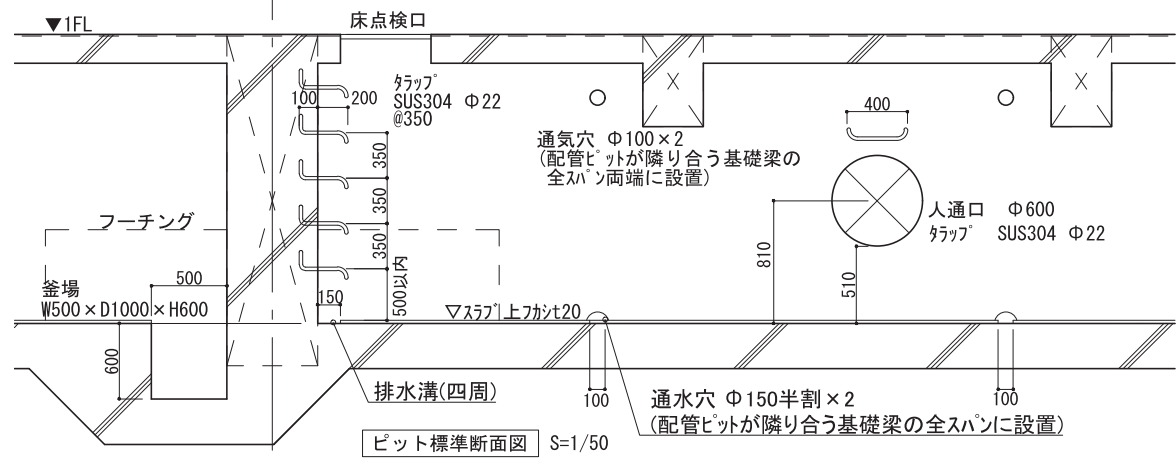 ▼1FL
床点検口
タラップ
SUS304 Φ22
@350
100
200
350
350
350
500以内
150
通気穴 Φ100×2
(配管ピットが隣り合う基礎梁の
全スパン両端に設置)
400
人通口 Φ600
タラップ SUS304 Φ22
810
510
フーチング
500
釜場
W500×D1000×H600
600
▽スラブ上フカシt20
排水溝(四周)
100
100
通水穴 Φ150半割×2
(配管ピットが隣り合う基礎梁の全スパンに設置)
ピット標準断面図 S=1/50